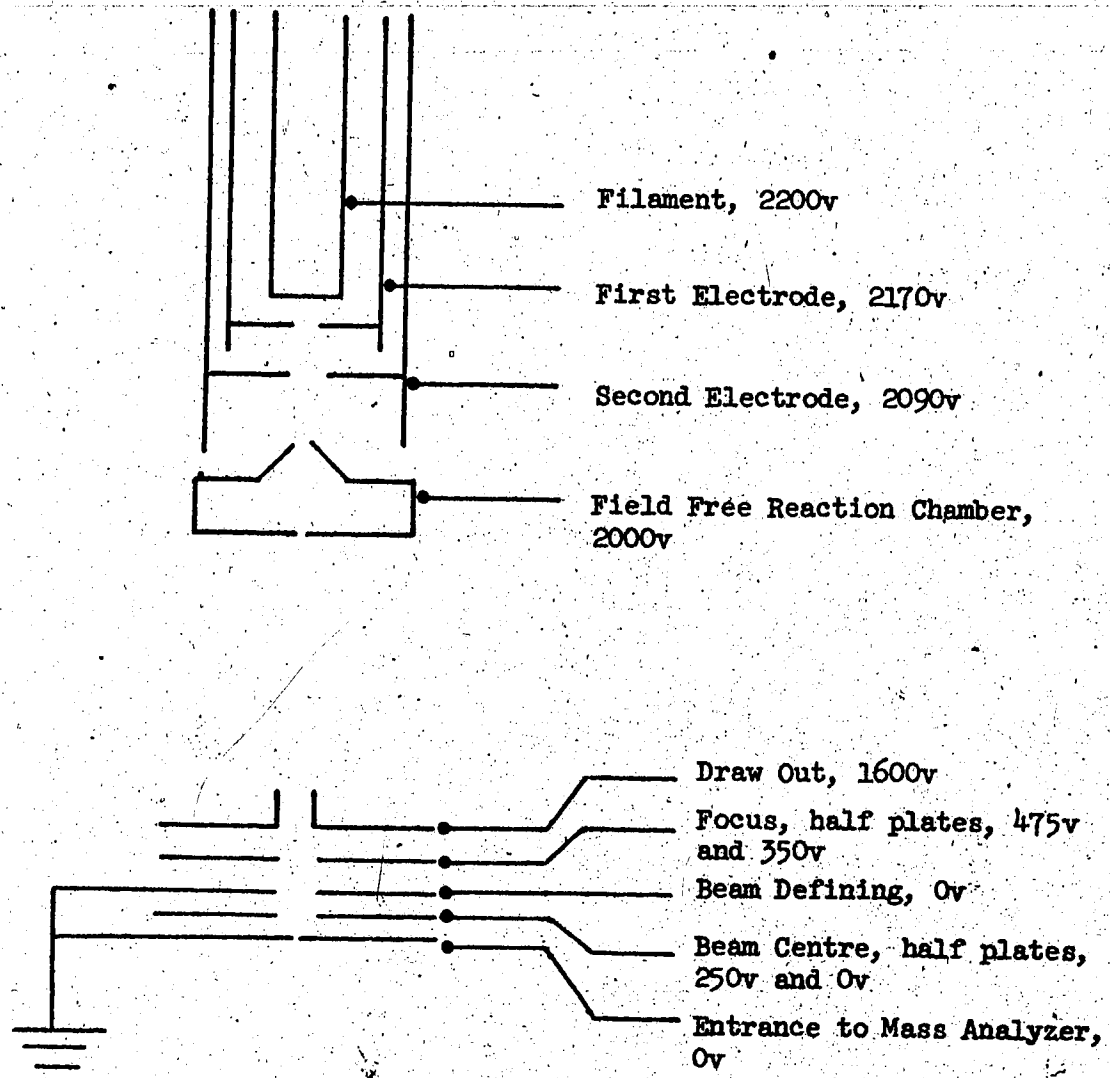 Filament, 2200v
First Electrode, 2170v
Second Electrode, 2090v
Field Free Reaction Chamber,
2000v
Draw Out, 1600v
Focus, half plates, 475v
and 350v
Beam Defining, 0v
Beam Centre, half plates,
250v and 0v
Entrance to Mass Analyzer,
0v